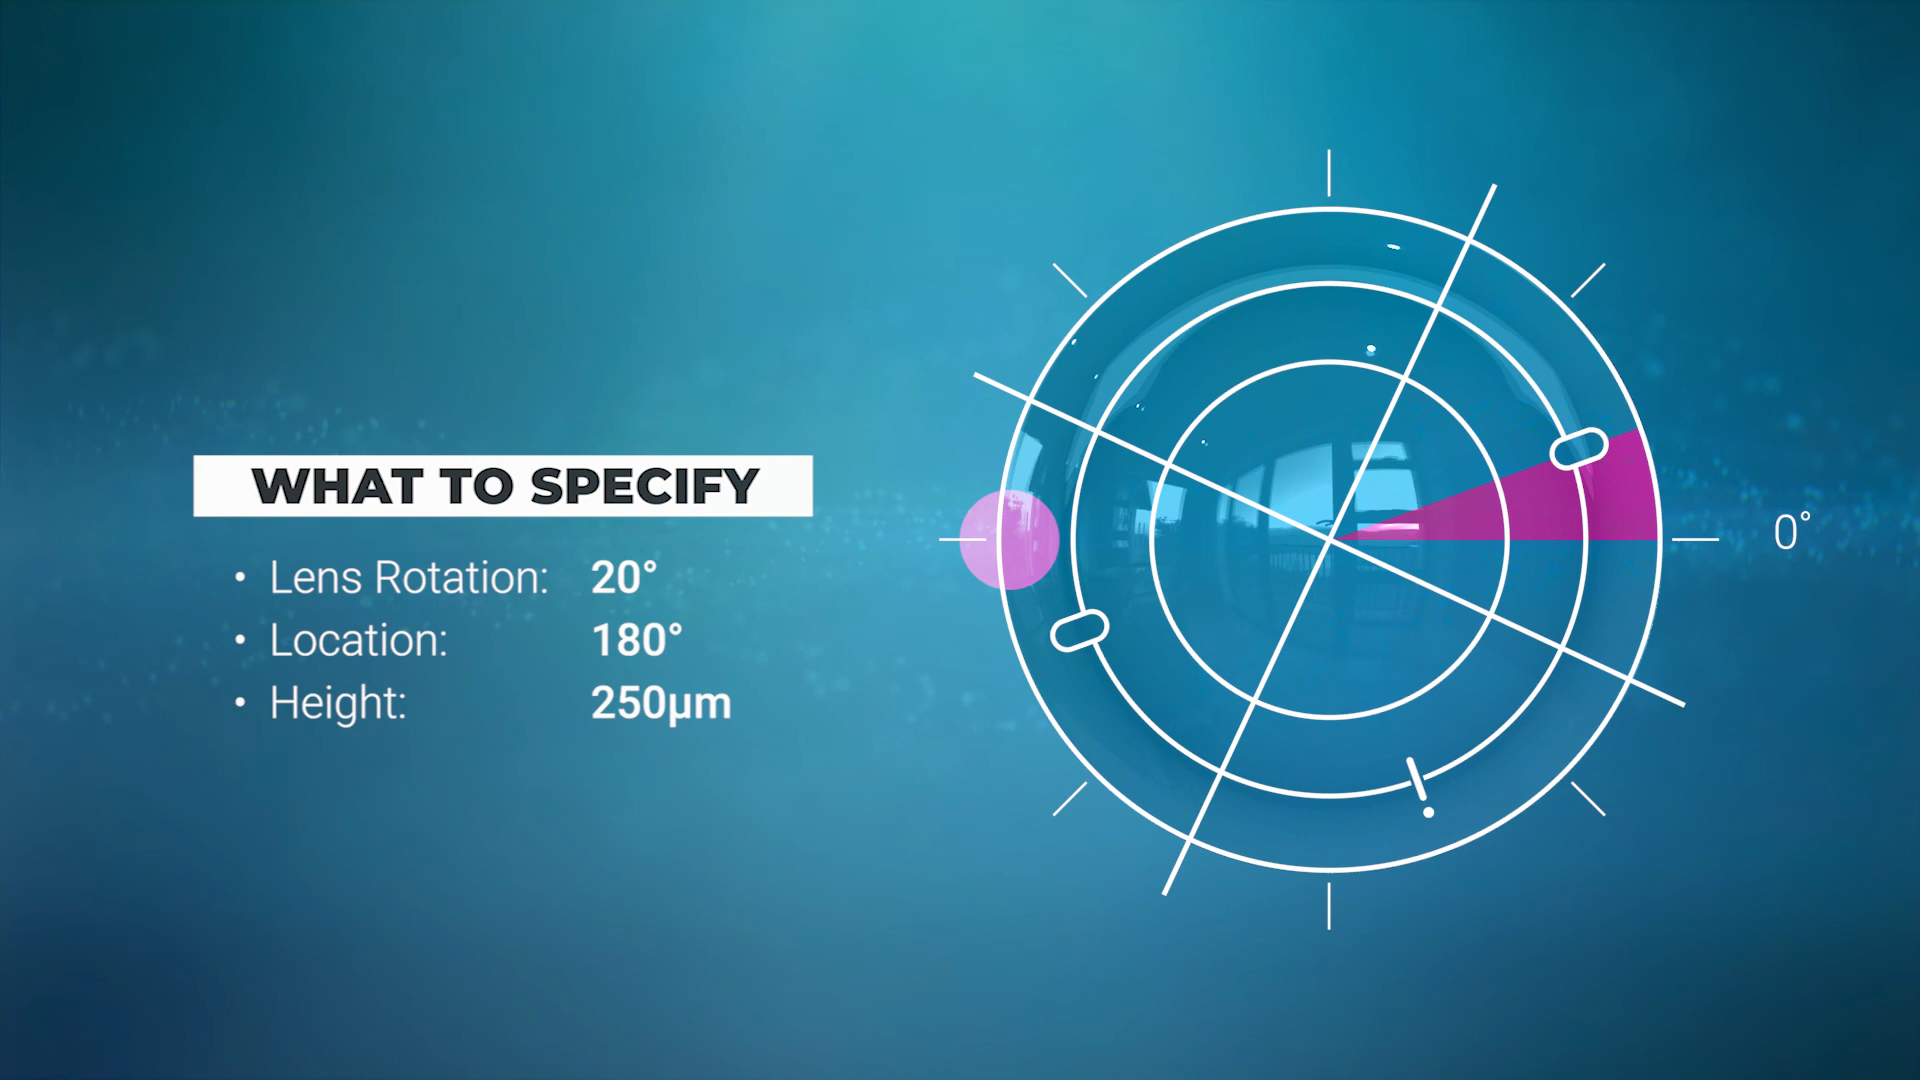 WHAT TO SPECIFY
• Lens Rotation: 20°
• Location: 180°
• Height: 250µm
0°